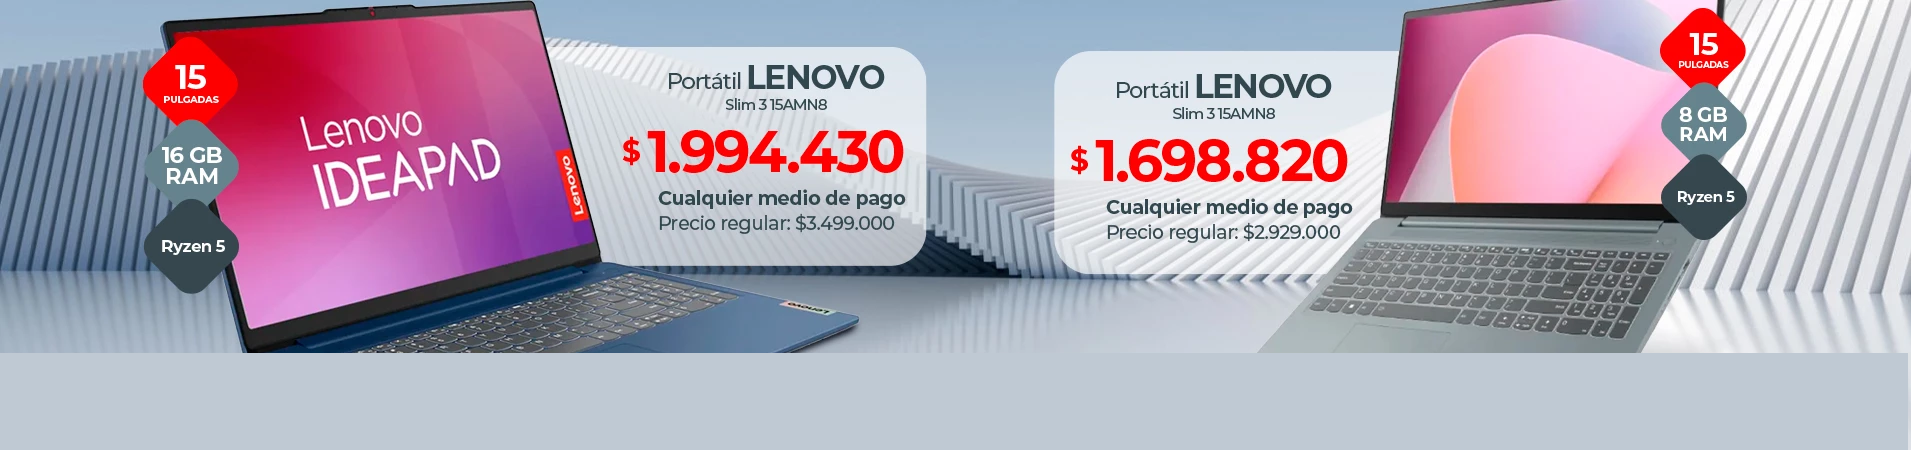 15
PULGADAS
16 GB
RAM
Ryzen 5
Lenovo
IDEAPAD
Lenovo
Lenovo
Portátil LENOVO
Slim 3 15AMN8
$ 1.994.430
Cualquier medio de pago
Precio regular: $3.499.000
Portátil LENOVO
Slim 3 15AMN8
$ 1.698.820
Cualquier medio de pago
Precio regular: $2.929.000
15
PULGADAS
8 GB
RAM
Ryzen 5